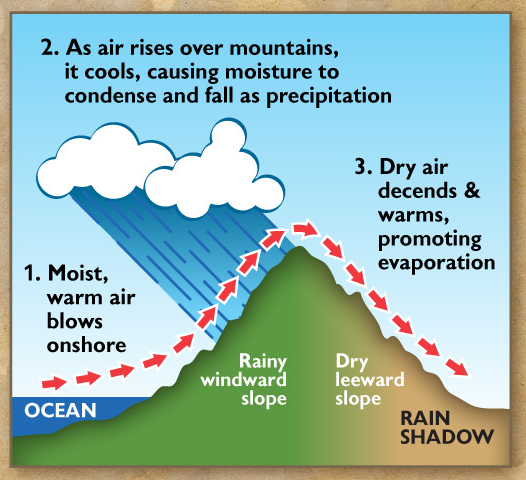 2. As air rises over mountains,
it cools, causing moisture to
condense and fall as precipitation
3. Dry air
decends &
warms,
promoting
evaporation
1. Moist,
warm air
blows
onshore
Rainy
windward
slope
Dry
leeward
slope
OCEAN
RAIN
SHADOW